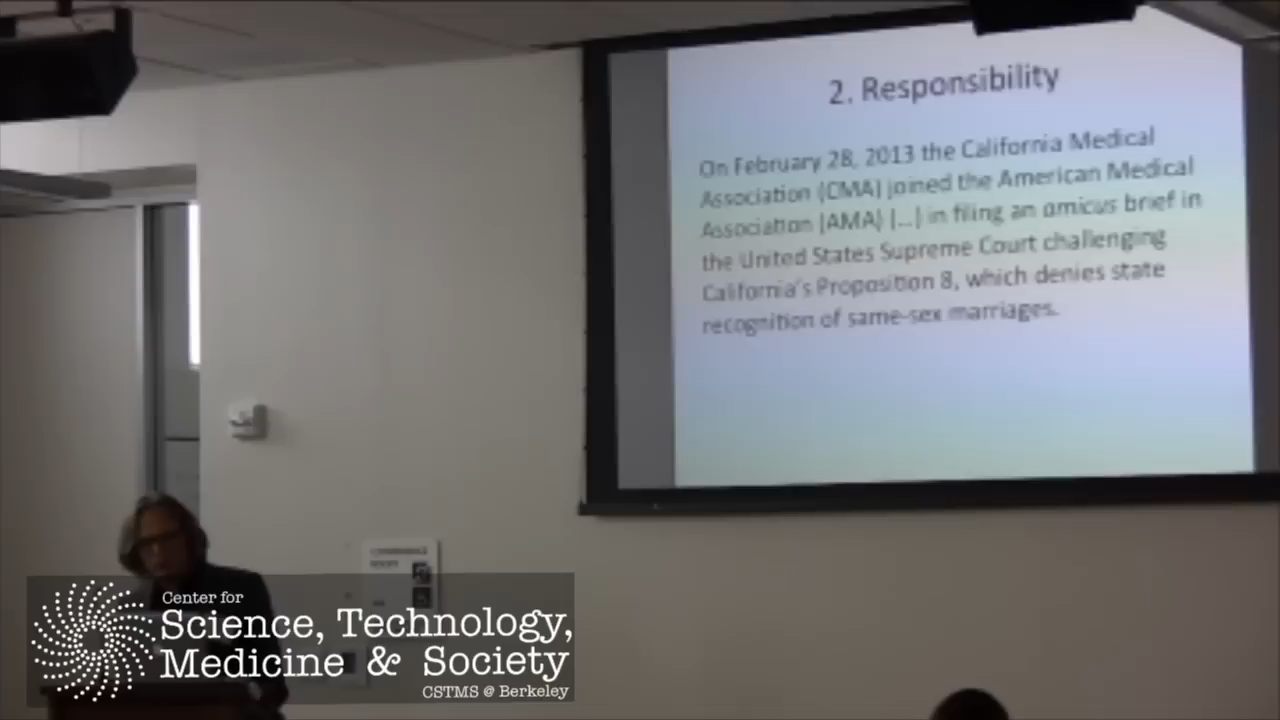 2. Responsibility
On February 28, 2013 the California Medical
Association (CMA) joined the American Medical
Association (AMA) [...] in filing an amicus brief in
the United States Supreme Court challenging
California's Proposition 8, which denies state
recognition of same-sex marriages.
Center for
Science, Technology,
Medicine & Society
CSTMS @ Berkeley